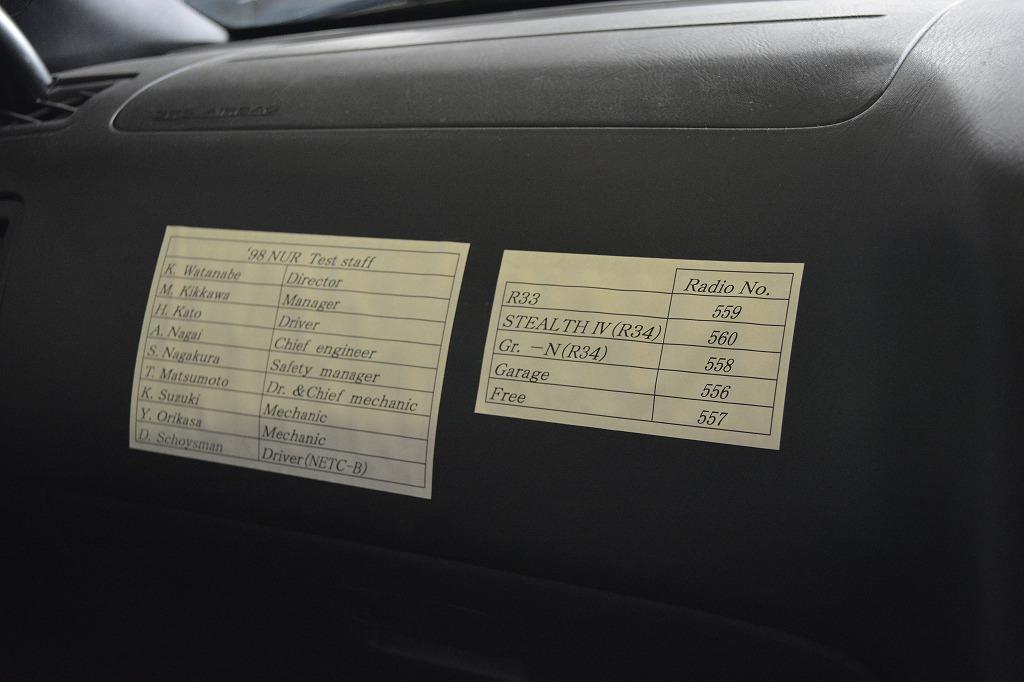 SRS AIRBAG
'98 NUR Test staff
K. Watanabe Director
M. Kikkawa Manager
H. Kato Driver
A. Nagai Chief engineer
S. Nagakura Safety manager
T. Matsumoto Dr. &Chief mechanic
K. Suzuki Mechanic
Y. Orikasa Mechanic
D. Schoysman Driver(NETC-B)
Radio No.
R33 559
STEALTH Ⅳ(R34) 560
Gr. -N(R34) 558
Garage 556
Free 557